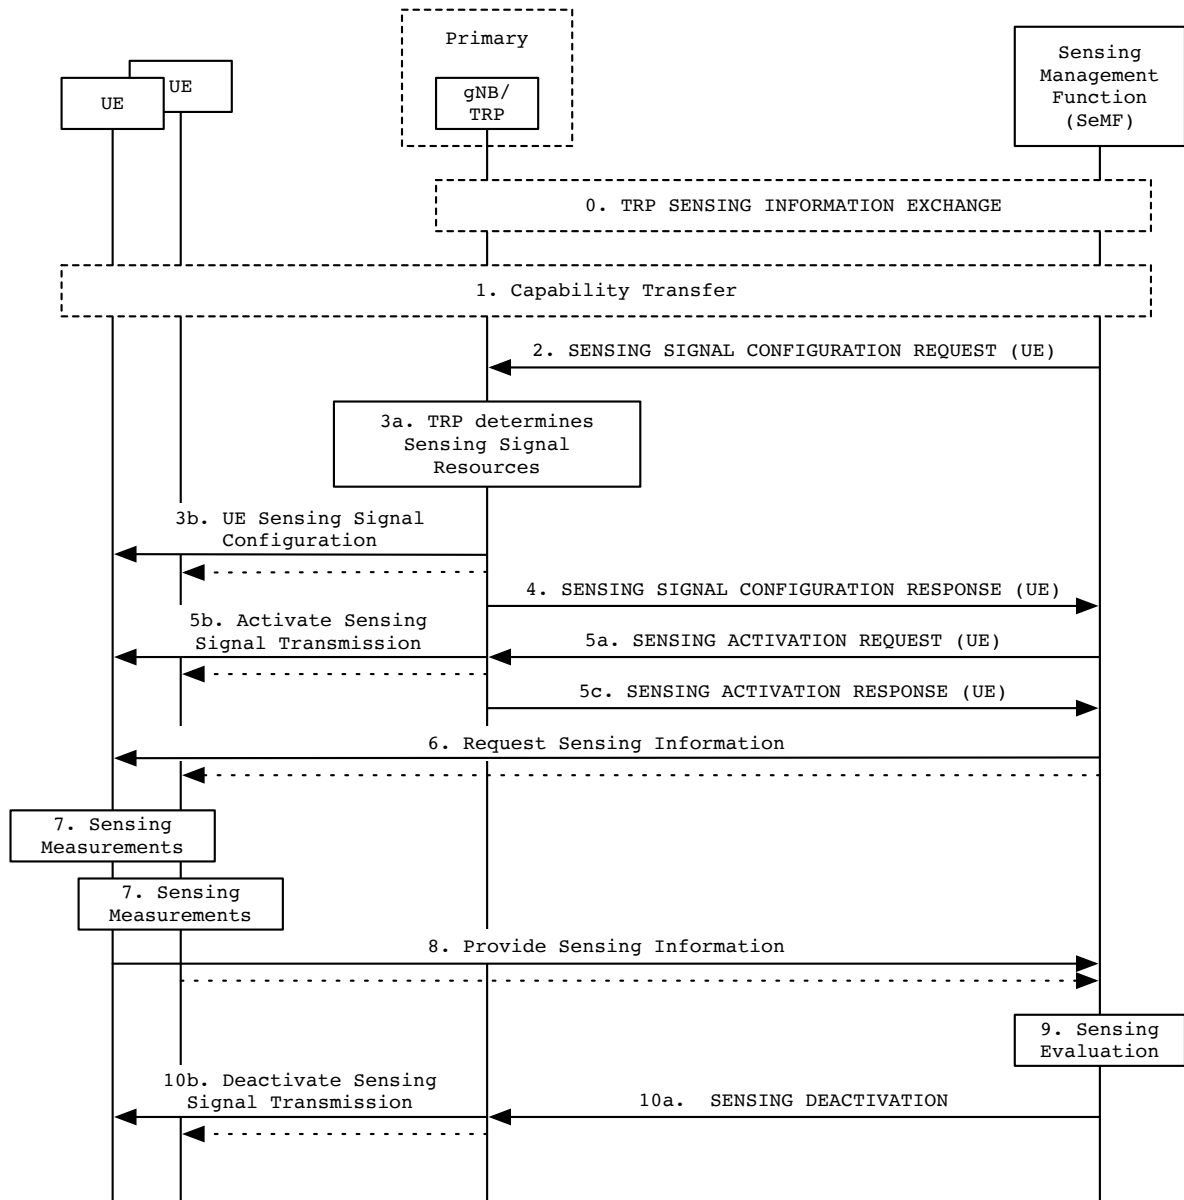 Primary
Sensing
Management
Function
(SeMF)
UE
UE
gNB/
TRP
0. TRP SENSING INFORMATION EXCHANGE
1. Capability Transfer
2. SENSING SIGNAL CONFIGURATION REQUEST (UE)
3a. TRP determines
Sensing Signal
Resources
3b. UE Sensing Signal
Configuration
4. SENSING SIGNAL CONFIGURATION RESPONSE (UE)
5b. Activate Sensing
Signal Transmission
5a. SENSING ACTIVATION REQUEST (UE)
5c. SENSING ACTIVATION RESPONSE (UE)
6. Request Sensing Information
7. Sensing
Measurements
7. Sensing
Measurements
8. Provide Sensing Information
9. Sensing
Evaluation
10b. Deactivate Sensing
Signal Transmission
10a. SENSING DEACTIVATION